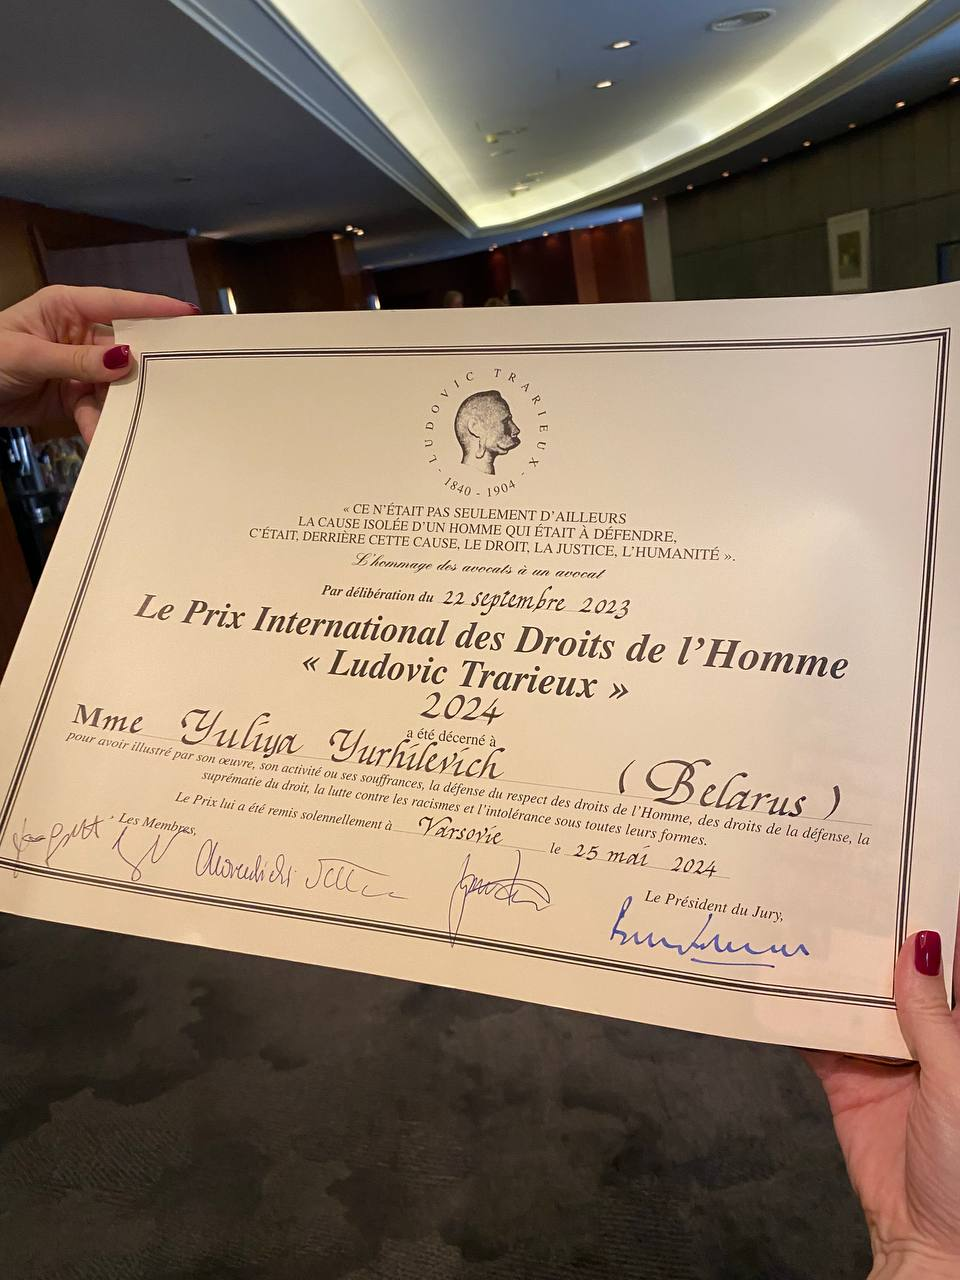 LUDOVIC TRARIEUX
1840 - 1904
« CE N'ÉTAIT PAS SEULEMENT D'AILLEURS
LA CAUSE ISOLÉE D'UN HOMME QUI ÉTAIT À DÉFENDRE,
C'ÉTAIT, DERRIÈRE CETTE CAUSE, LE DROIT, LA JUSTICE, L'HUMANITÉ ».
L'hommage des avocats à un avocat
Par délibération du 22 septembre 2023
Le Prix International des Droits de l'Homme
« Ludovic Trarieux »
2024
a été décerné à
Mme Yuliya Yurhilevich (Belarus)
pour avoir illustré par son œuvre, son activité ou ses souffrances, la défense du respect des droits de l'Homme, des droits de la défense, la
suprématie du droit, la lutte contre les racismes et l'intolérance sous toutes leurs formes.
Le Prix lui a été remis solennellement à Varsovie le 25 mai 2024
Les Membres,
Le Président du Jury,